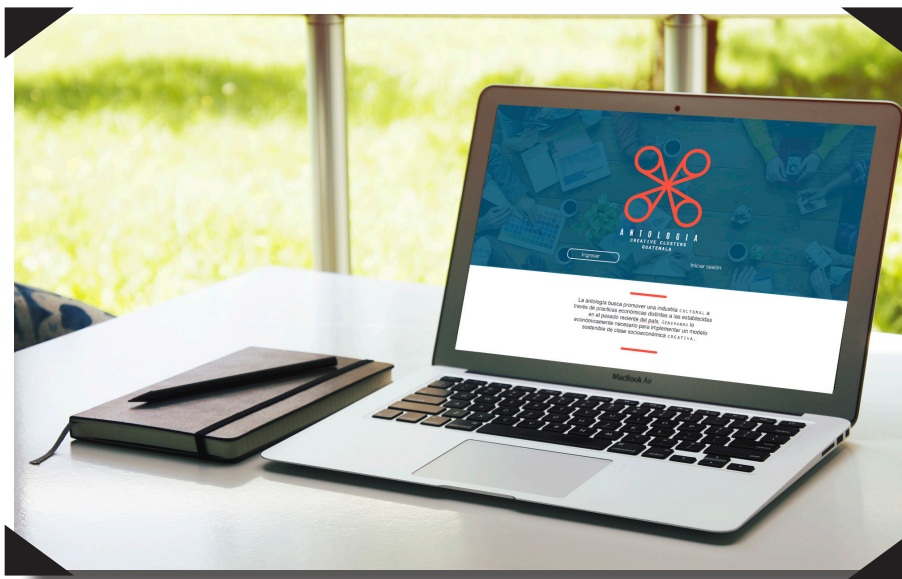 ANTOLOGIA
CREATIVE CLUSTERS
GUATEMALA
Ingresar
Iniciar sesión
La antología busca promover una industria CULTURAL a
través de practicas económicas distintas a las establecidas
en el pasado reciente del país, GENERANDO lo
económicamente necesario para implementar un modelo
sostenible de clase socioeconómica CREATIVA.
MacBook Air